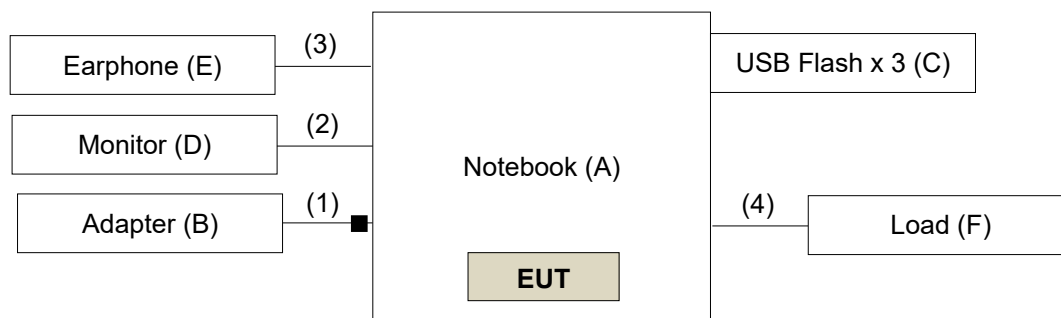 (3)
Earphone (E)
USB Flash x 3 (C)
(2)
Monitor (D)
Notebook (A)
(1)
Adapter (B)
(4)
Load (F)
EUT